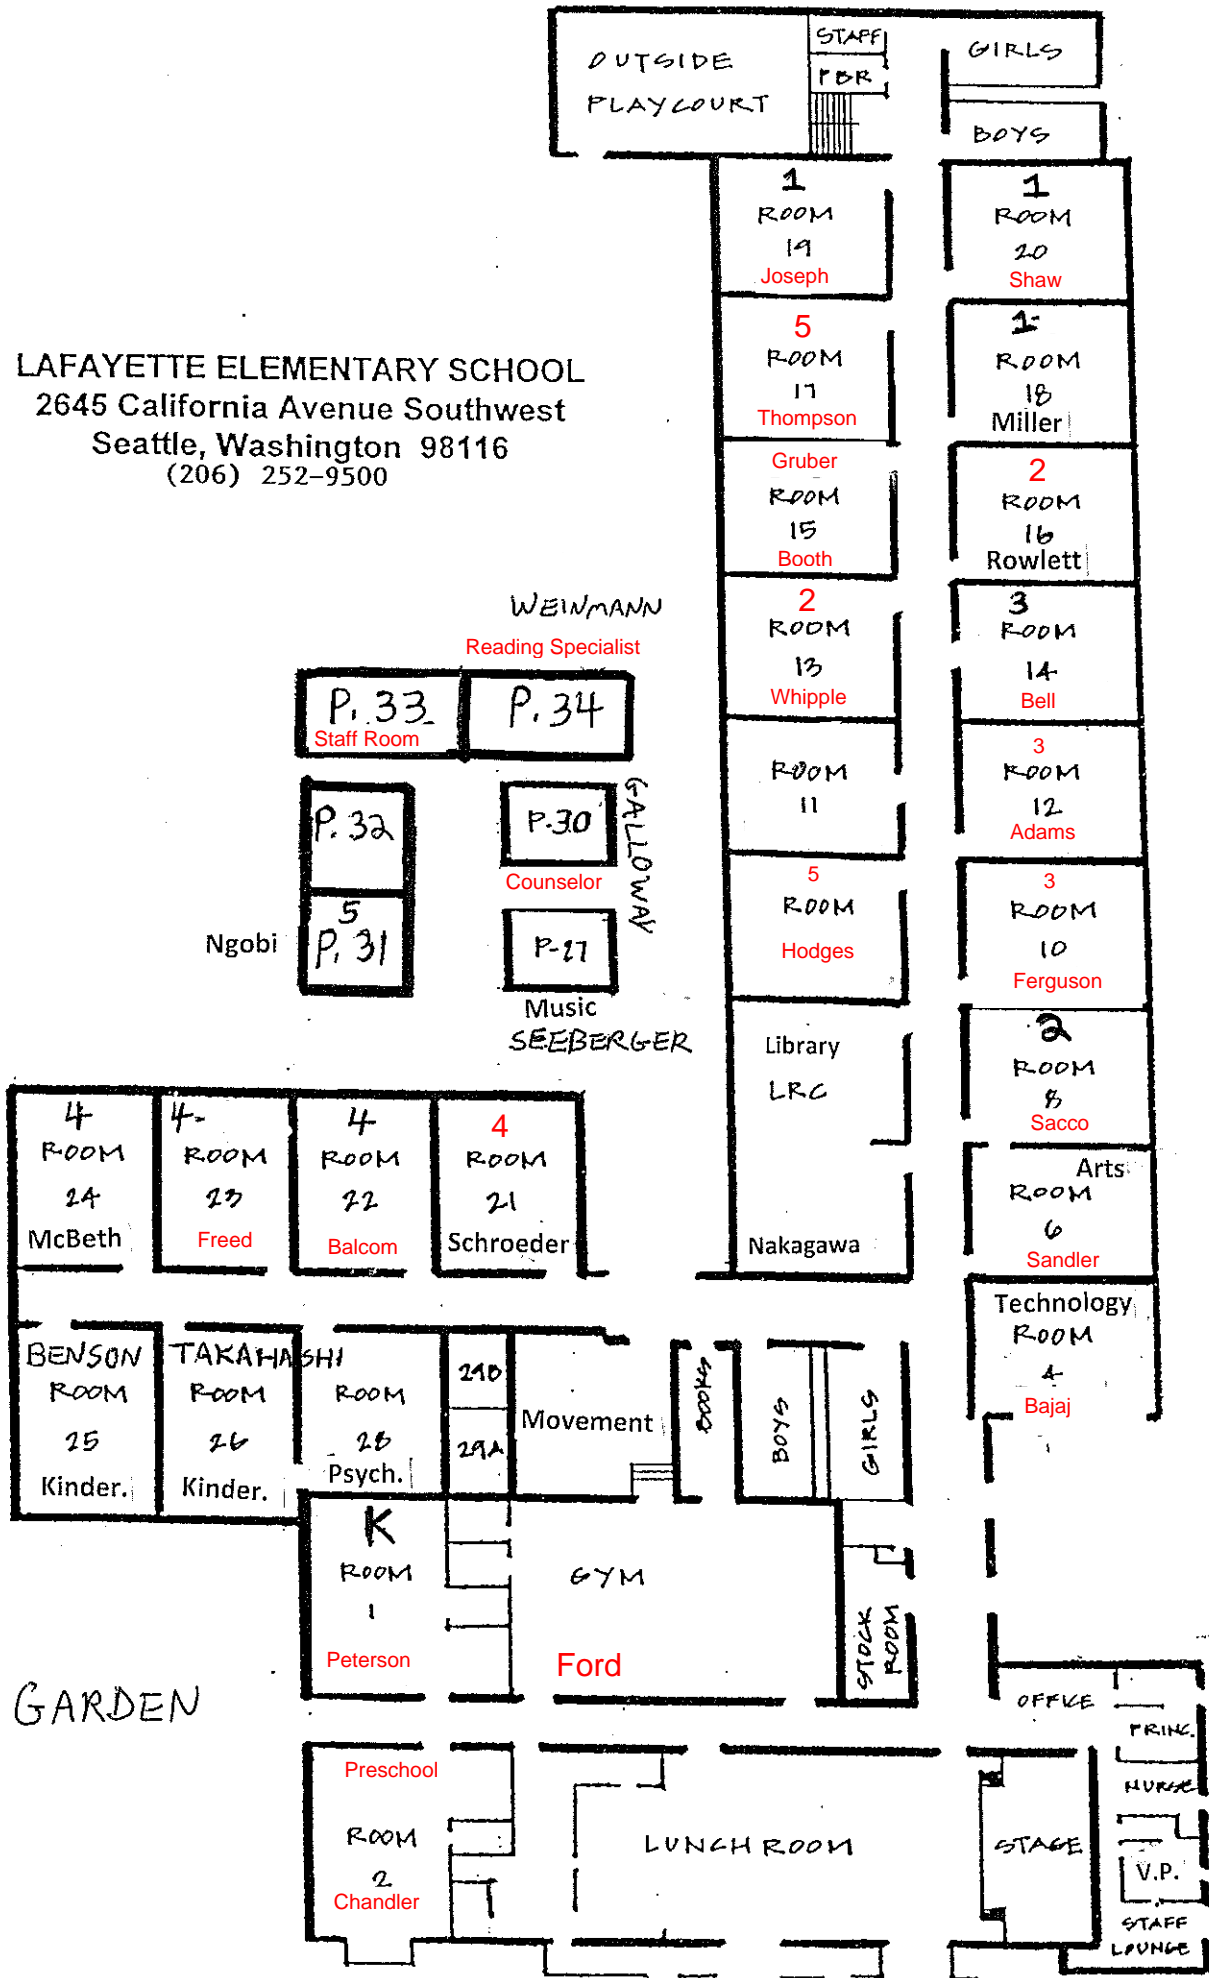 OUTSIDE
PLAYCOURT
STAFF
PBR
GIRLS
BOYS
1
ROOM
19
Joseph
1
ROOM
20
Shaw
LAFAYETTE ELEMENTARY SCHOOL
2645 California Avenue Southwest
Seattle, Washington 98116
(206) 252-9500
5
ROOM
17
Thompson
1
ROOM
18
Miller
Gruber
ROOM
15
Booth
2
ROOM
16
Rowlett
2
ROOM
13
Whipple
3
ROOM
14
Bell
WEINMANN
Reading Specialist
P. 33
Staff Room
P. 34
P. 32
P-30
Counselor
GALLOWAY
5
P. 31
Ngobi
P-27
Music
SEEBERGER
ROOM
11
3
ROOM
12
Adams
5
ROOM
Hodges
3
ROOM
10
Ferguson
Library
LRC
Nakagawa
2
ROOM
8
Sacco
Arts
ROOM
6
Sandler
Technology
ROOM
4
Bajaj
4
ROOM
24
McBeth
4
ROOM
23
Freed
4
ROOM
22
Balcom
4
ROOM
21
Schroeder
BENSON
ROOM
25
Kinder.
TAKAHASHI
ROOM
26
Kinder.
ROOM
28
Psych.
29B
29A
Movement
BOOKS
BOYS
GIRLS
K
ROOM
1
Peterson
GYM
Ford
STOCK
ROOM
GARDEN
OFFICE
PRINC.
NURSE
V.P.
STAFF
LOUNGE
Preschool
ROOM
2
Chandler
LUNCH ROOM
STAGE